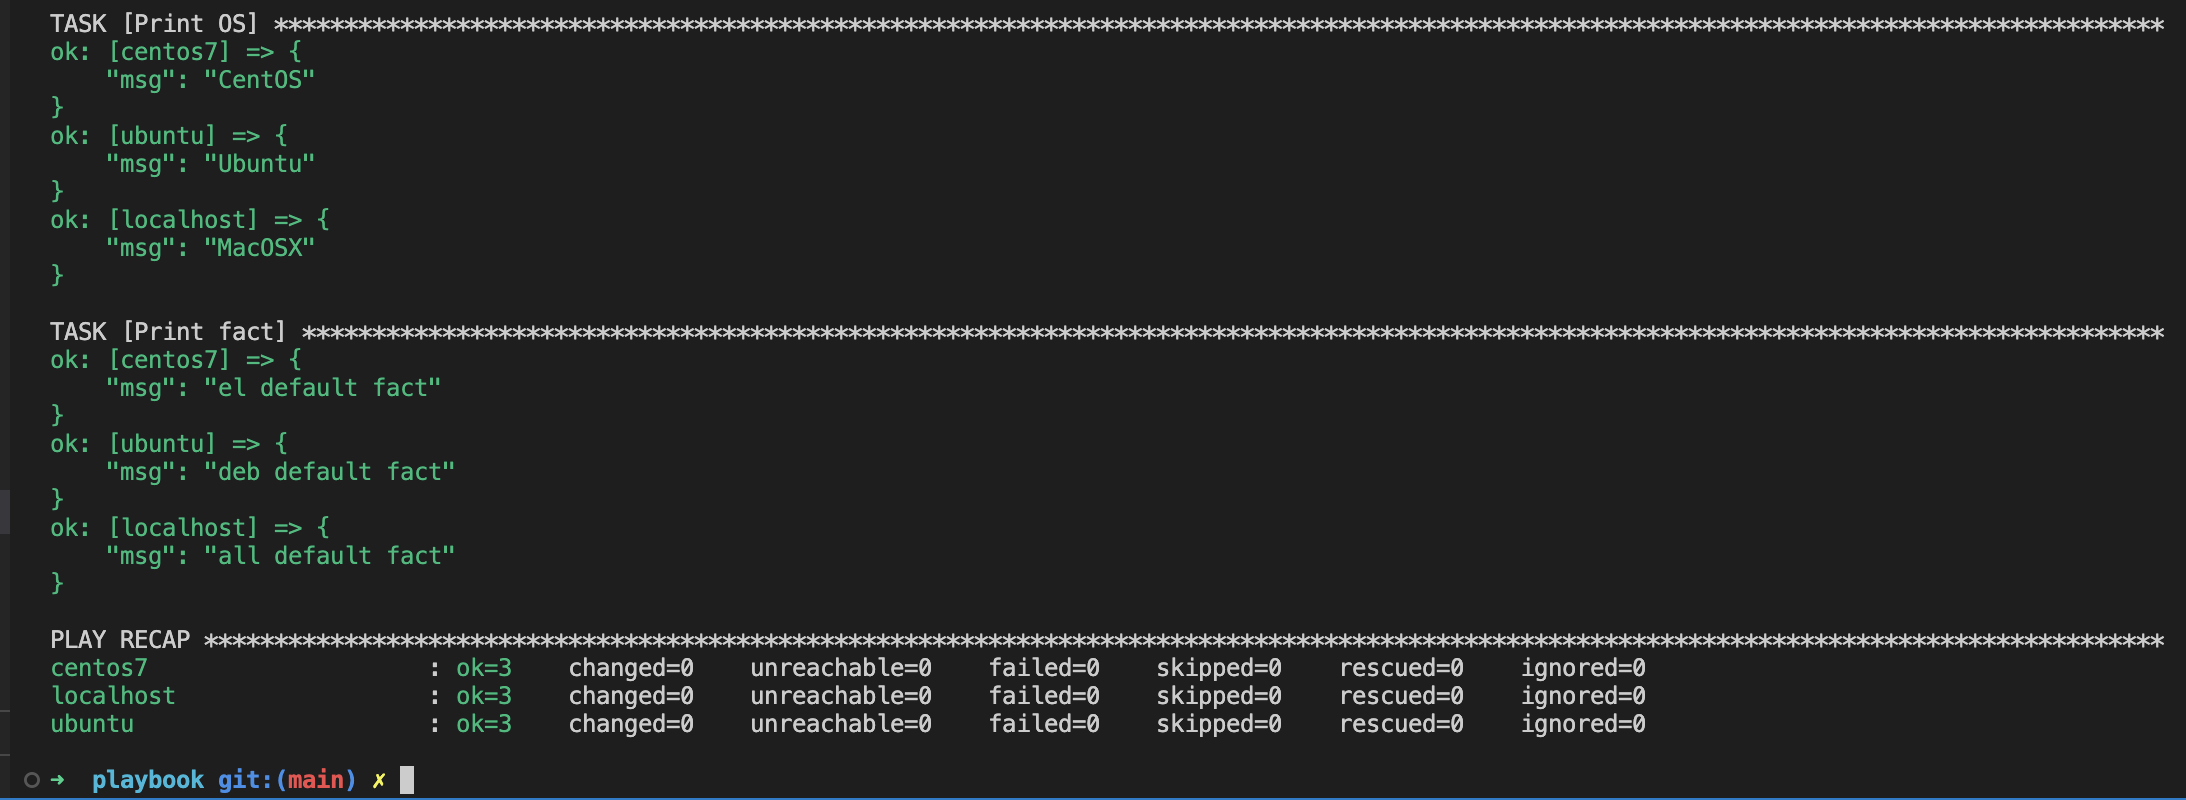 TASK [Print OS] ***************************************************************************************************************************************
ok: [centos7] => {
    "msg": "CentOS"
}
ok: [ubuntu] => {
    "msg": "Ubuntu"
}
ok: [localhost] => {
    "msg": "MacOSX"
}
TASK [Print fact] *************************************************************************************************************************************
ok: [centos7] => {
    "msg": "el default fact"
}
ok: [ubuntu] => {
    "msg": "deb default fact"
}
ok: [localhost] => {
    "msg": "all default fact"
}
PLAY RECAP ********************************************************************************************************************************************
centos7                    : ok=3    changed=0    unreachable=0    failed=0    skipped=0    rescued=0    ignored=0
localhost                  : ok=3    changed=0    unreachable=0    failed=0    skipped=0    rescued=0    ignored=0
ubuntu                     : ok=3    changed=0    unreachable=0    failed=0    skipped=0    rescued=0    ignored=0
➜  playbook git:(main) ✗